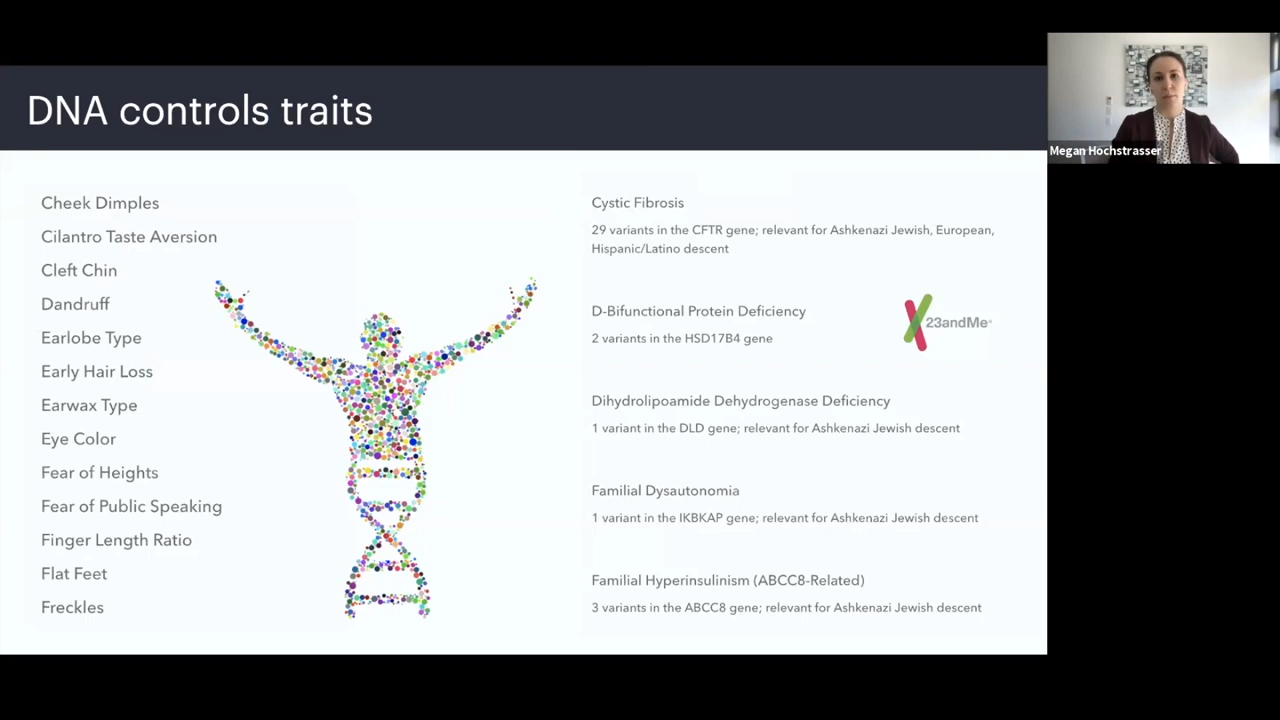 DNA controls traits
Megan Hochstrasser
Cheek Dimples
Cilantro Taste Aversion
Cleft Chin
Dandruff
Earlobe Type
Early Hair Loss
Earwax Type
Eye Color
Fear of Heights
Fear of Public Speaking
Finger Length Ratio
Flat Feet
Freckles
Cystic Fibrosis
29 variants in the CFTR gene; relevant for Ashkenazi Jewish, European,
Hispanic/Latino descent
D-Bifunctional Protein Deficiency
2 variants in the HSD17B4 gene
23andMe®
Dihydrolipoamide Dehydrogenase Deficiency
1 variant in the DLD gene; relevant for Ashkenazi Jewish descent
Familial Dysautonomia
1 variant in the IKBKAP gene; relevant for Ashkenazi Jewish descent
Familial Hyperinsulinism (ABCC8-Related)
3 variants in the ABCC8 gene; relevant for Ashkenazi Jewish descent